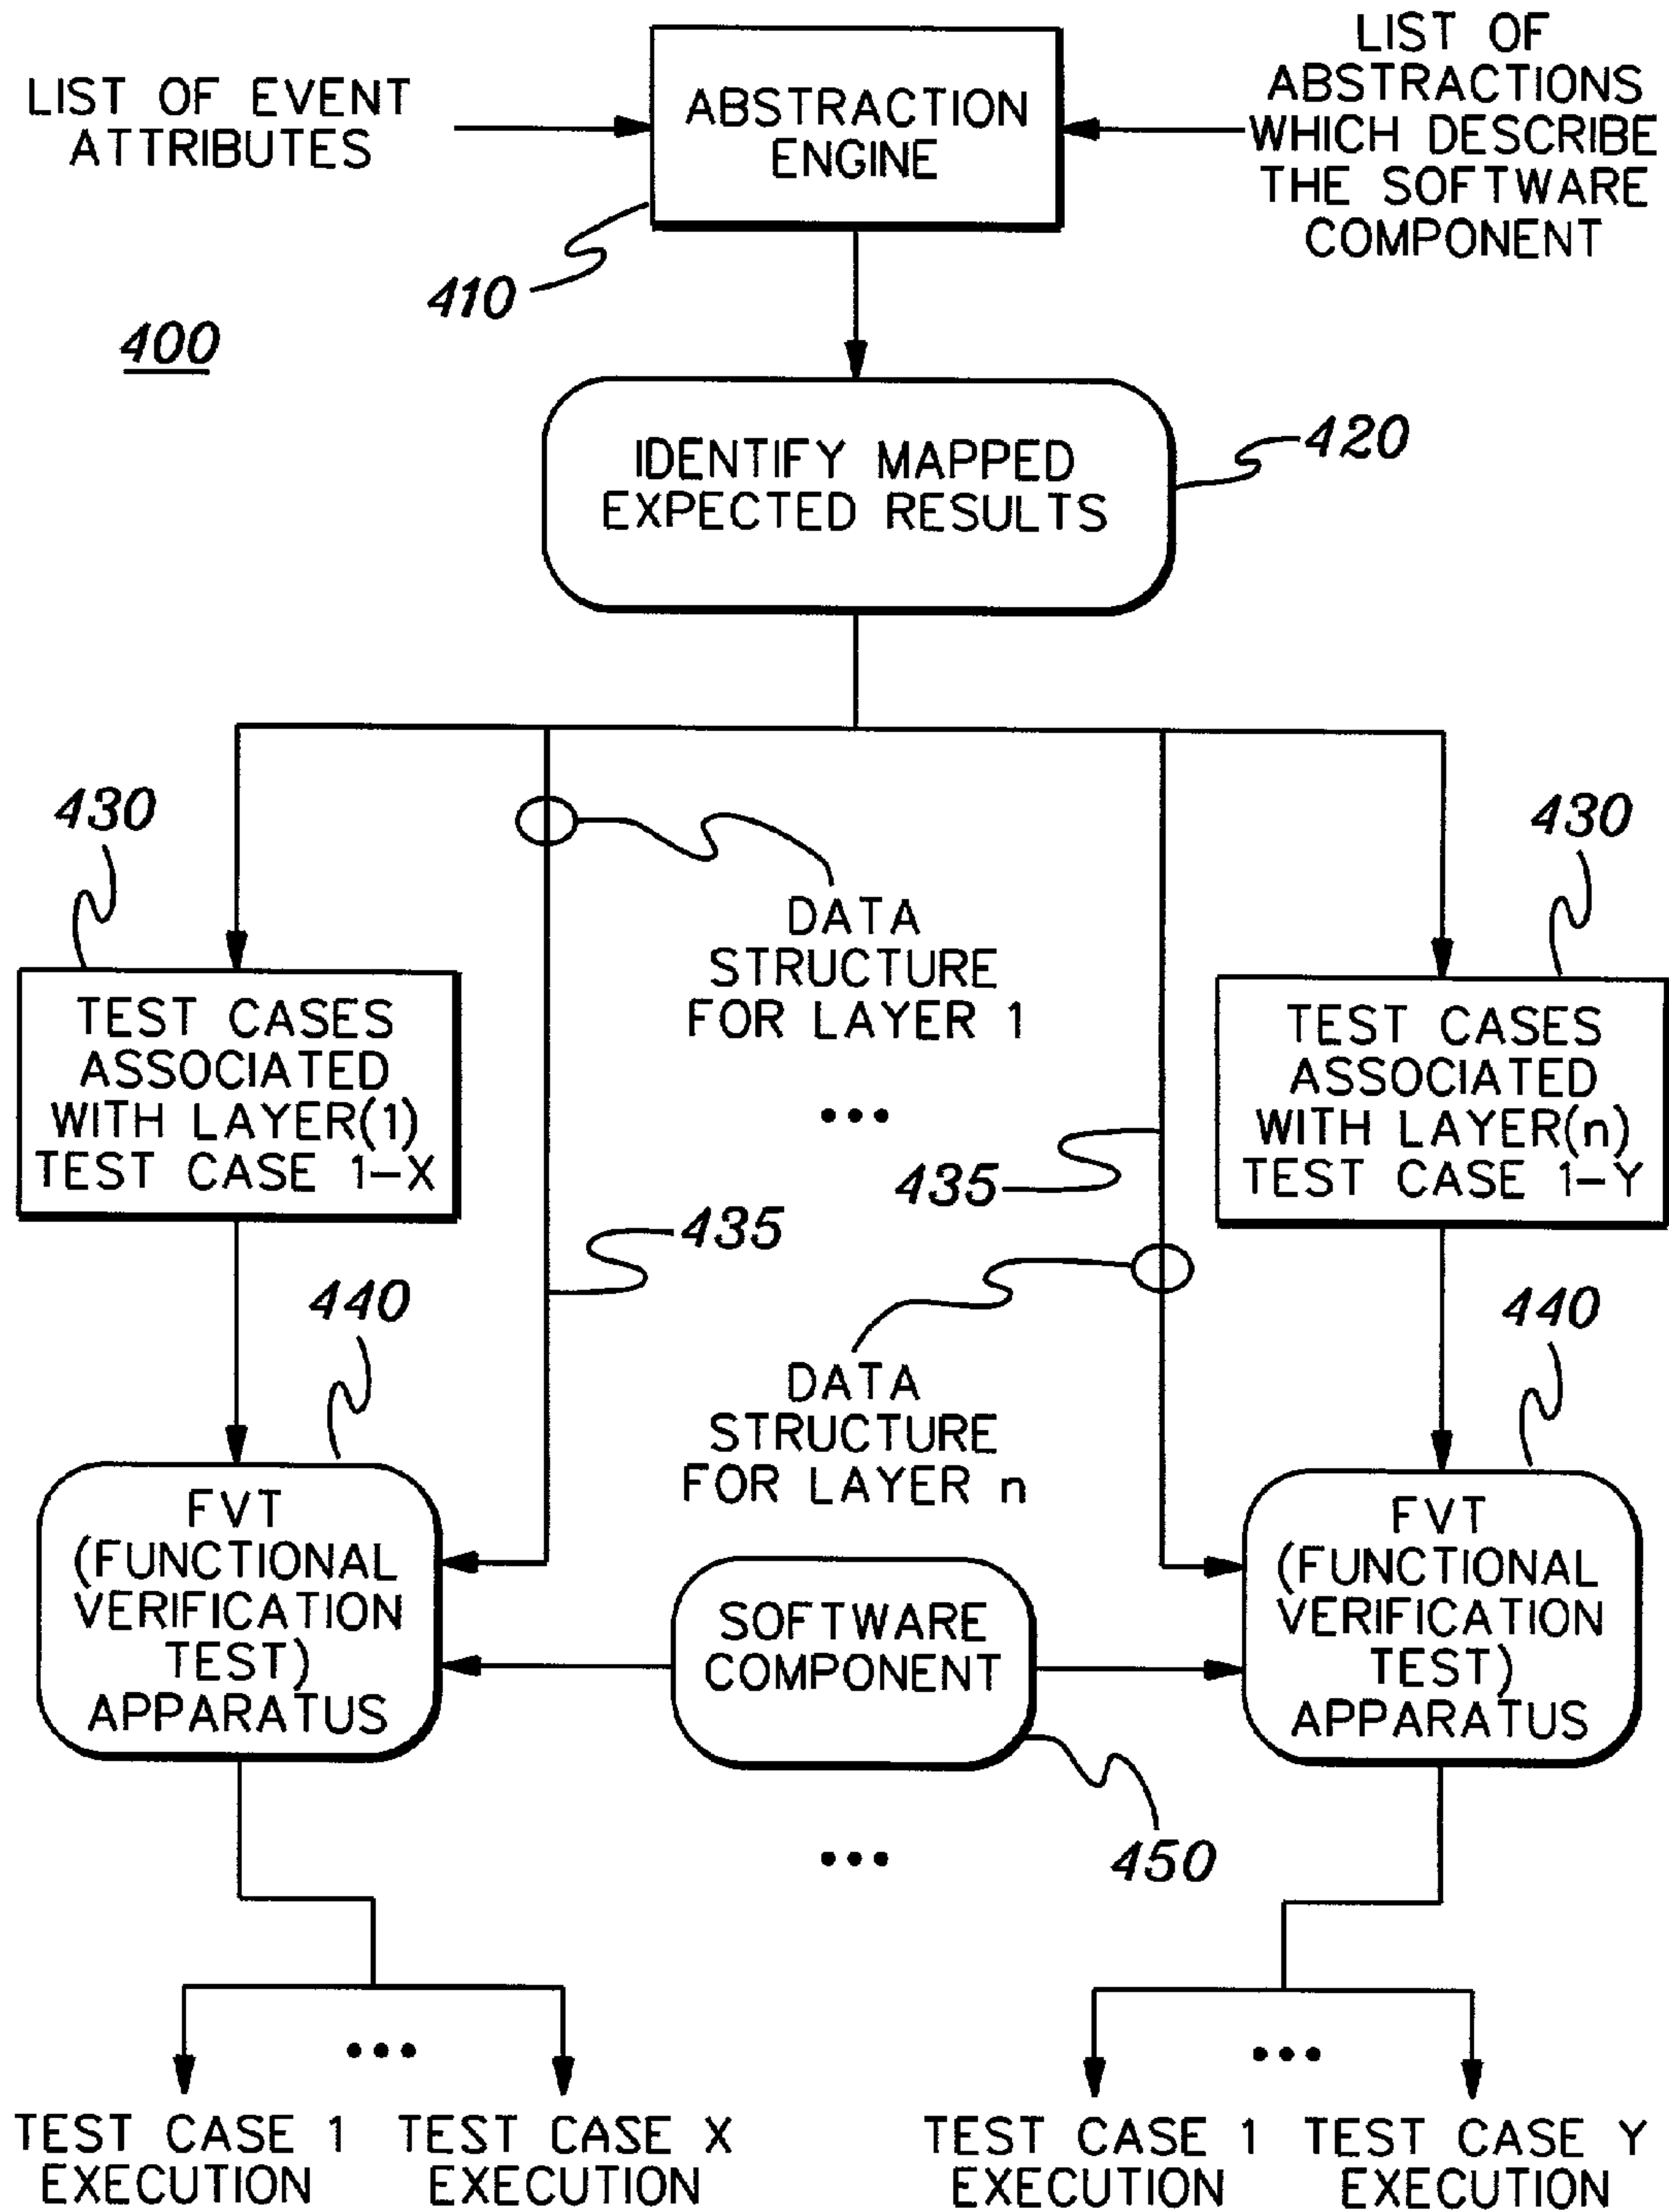 LIST OF EVENT
ATTRIBUTES
ABSTRACTION
ENGINE
LIST OF
ABSTRACTIONS
WHICH DESCRIBE
THE SOFTWARE
COMPONENT
410
400
IDENTIFY MAPPED
EXPECTED RESULTS
420
430
430
DATA
STRUCTURE
FOR LAYER 1
TEST CASES
ASSOCIATED
WITH LAYER(1)
TEST CASE 1-X
•••
TEST CASES
ASSOCIATED
WITH LAYER(n)
TEST CASE 1-Y
435
435
440
440
DATA
STRUCTURE
FOR LAYER n
FVT
(FUNCTIONAL
VERIFICATION
TEST)
APPARATUS
SOFTWARE
COMPONENT
FVT
(FUNCTIONAL
VERIFICATION
TEST)
APPARATUS
450
•••
•••
•••
TEST CASE 1
EXECUTION
TEST CASE X
EXECUTION
TEST CASE 1
EXECUTION
TEST CASE Y
EXECUTION